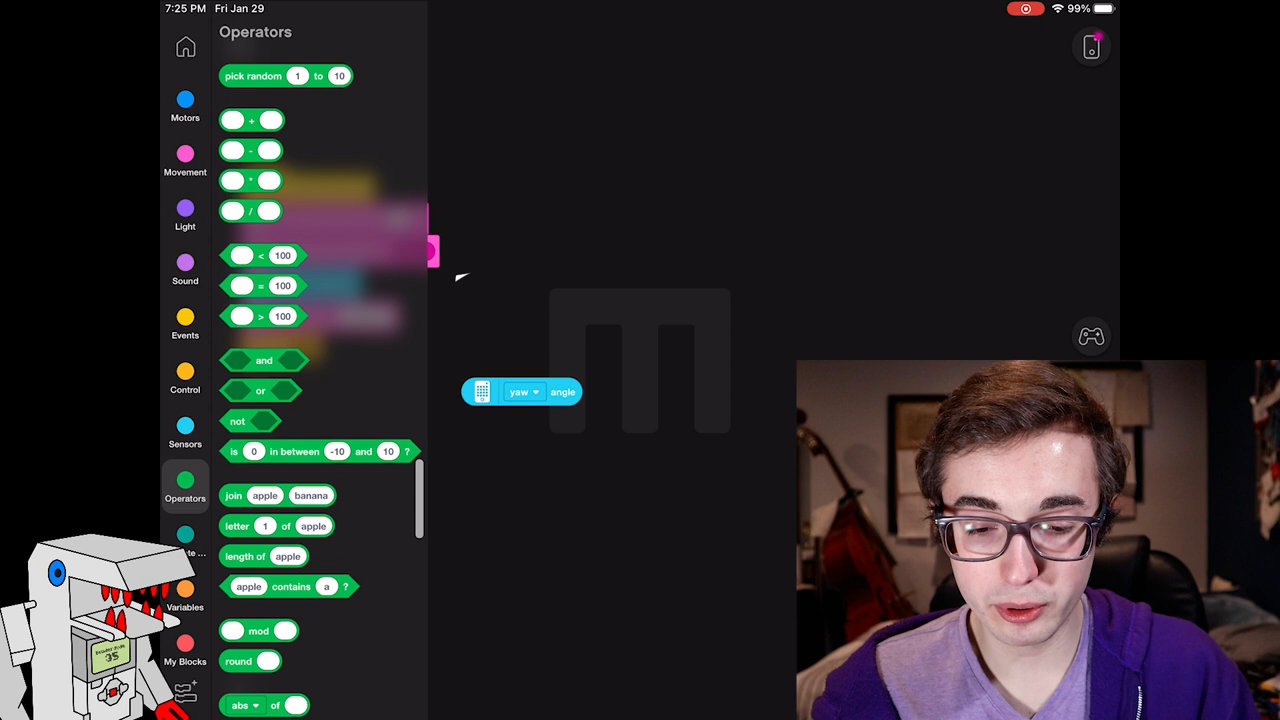 7:25 PM Fri Jan 29
99%
Operators
Motors
Movement
Light
Sound
Events
Control
Sensors
Operators
Variables
My Blocks
pick random 1 to 10
+
-
*
/
< 100
= 100
> 100
and
or
not
is 0 in between -10 and 10 ?
join apple banana
letter 1 of apple
length of apple
apple contains a ?
mod
round
abs of
yaw angle
35